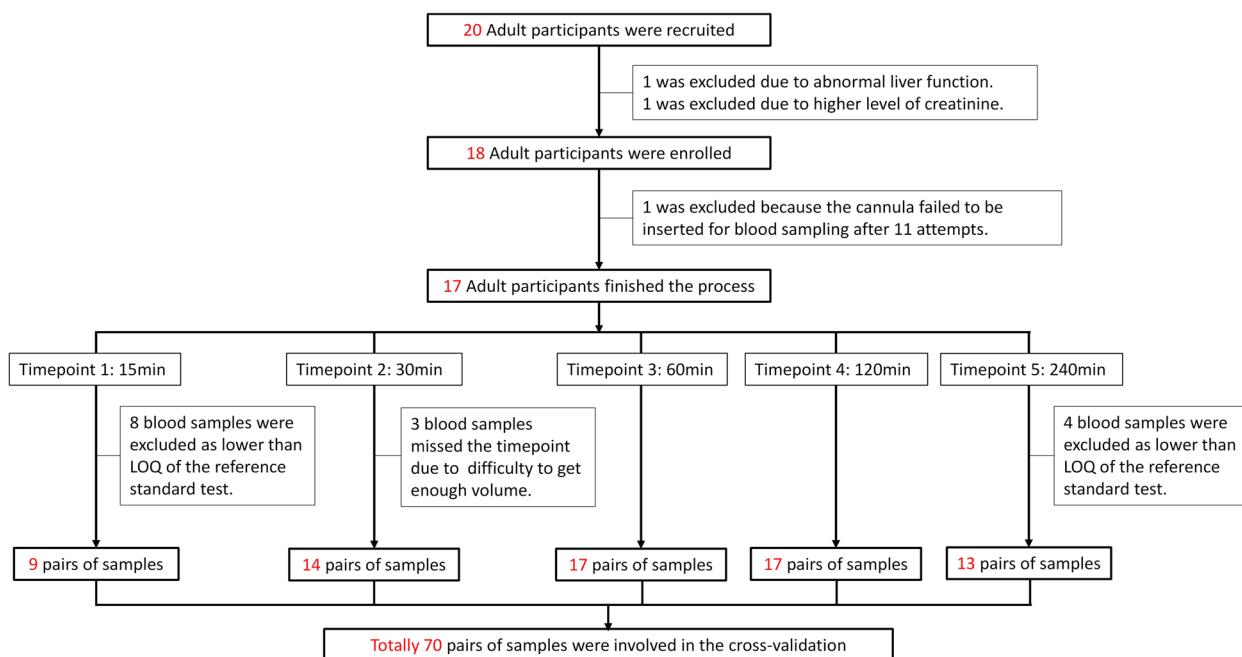 20 Adult participants were recruited
1 was excluded due to abnormal liver function.
1 was excluded due to higher level of creatinine.
18 Adult participants were enrolled
1 was excluded because the cannula failed to be
inserted for blood sampling after 11 attempts.
17 Adult participants finished the process
Timepoint 1: 15min
Timepoint 2: 30min
Timepoint 3: 60min
Timepoint 4: 120min
Timepoint 5: 240min
8 blood samples were
excluded as lower than
LOQ of the reference
standard test.
3 blood samples
missed the timepoint
due to difficulty to get
enough volume.
4 blood samples were
excluded as lower than
LOQ of the reference
standard test.
9 pairs of samples
14 pairs of samples
17 pairs of samples
17 pairs of samples
13 pairs of samples
Totally 70 pairs of samples were involved in the cross-validation